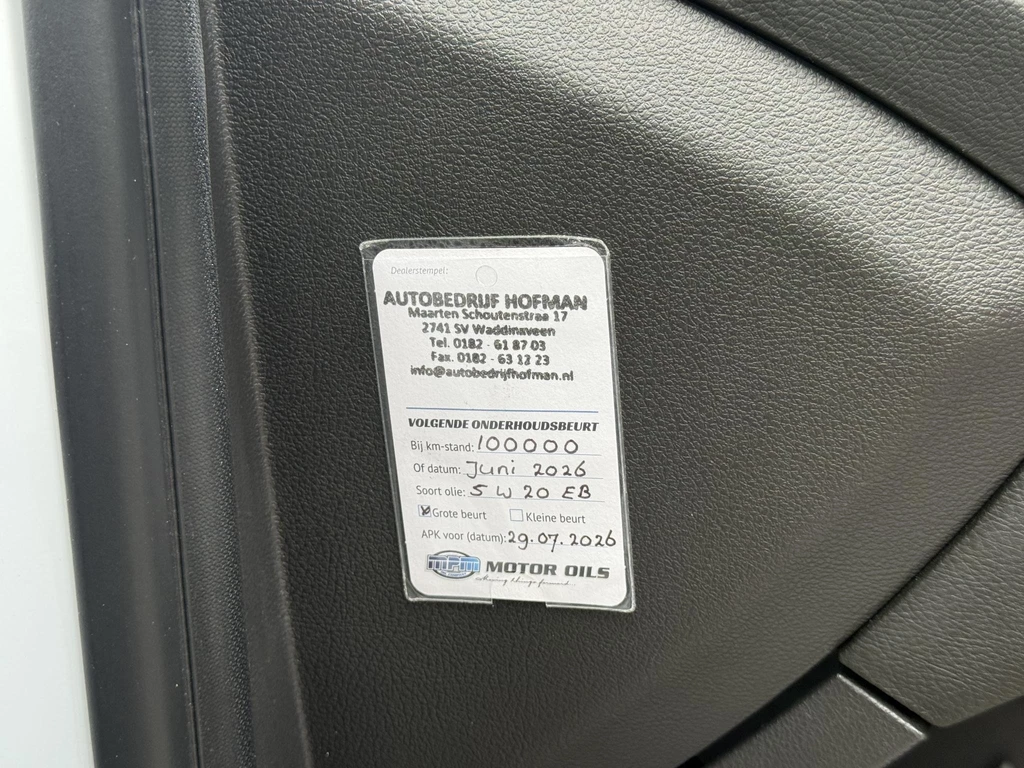 Dealerstempel:
AUTOBEDRIJF HOFMAN
Maarten Schoutenstraa 17
2741 SV Waddinxveen
Tel. 0182 - 61 87 03
Fax. 0182 - 63 12 23
info@autobedrijfhofman.nl
VOLGENDE ONDERHOUDSBEURT
Bij km-stand: 100000
Of datum: Juni 2026
Soort olie: 5 W 20 EB
Grote beurt Kleine beurt
APK voor (datum): 29.07.2026
MPM MOTOR OILS